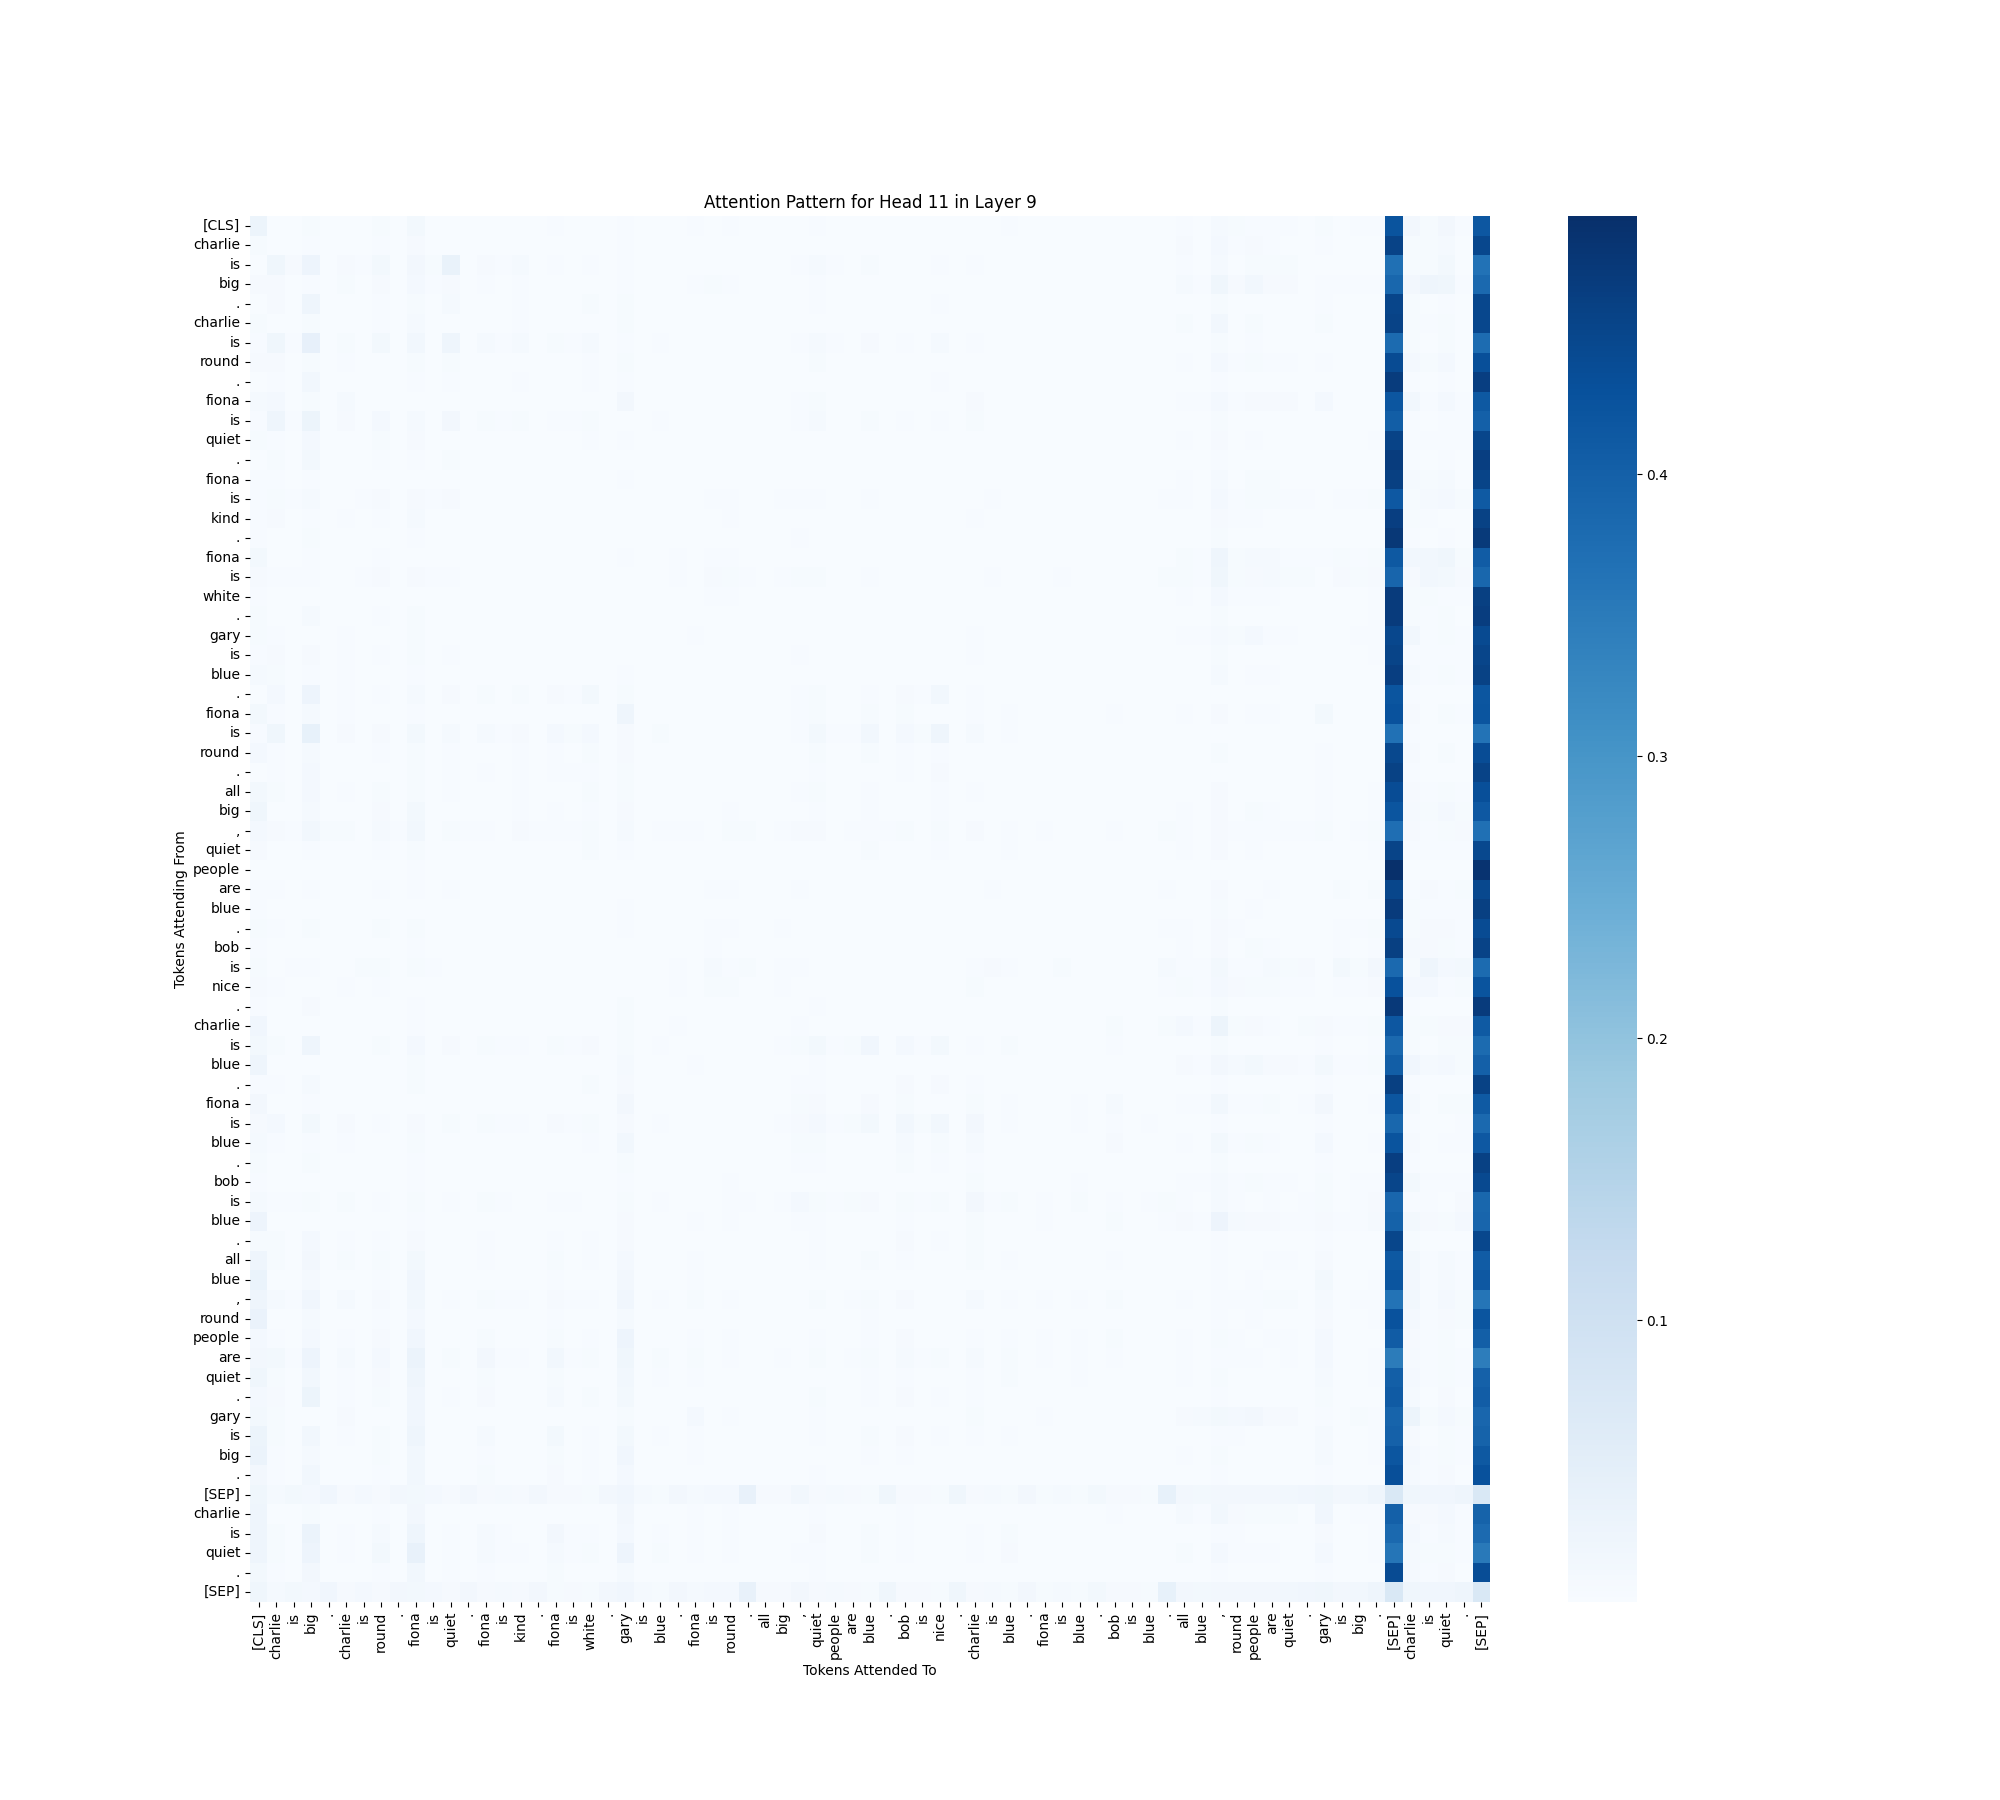 Attention Pattern for Head 11 in Layer 9
Tokens Attending From
[CLS]
charlie
is
big
.
charlie
is
round
.
fiona
is
quiet
.
fiona
is
kind
.
fiona
is
white
.
gary
is
blue
.
fiona
is
round
.
all
big
,
quiet
people
are
blue
.
bob
is
nice
.
charlie
is
blue
.
fiona
is
blue
.
bob
is
blue
.
all
blue
,
round
people
are
quiet
.
gary
is
big
.
[SEP]
charlie
is
quiet
.
[SEP]
[CLS]
charlie
is
big
.
charlie
is
round
.
fiona
is
quiet
.
fiona
is
kind
.
fiona
is
white
.
gary
is
blue
.
fiona
is
round
.
all
big
,
quiet
people
are
blue
.
bob
is
nice
.
charlie
is
blue
.
fiona
is
blue
.
bob
is
blue
.
all
blue
,
round
people
are
quiet
.
gary
is
big
.
[SEP]
charlie
is
quiet
.
[SEP]
Tokens Attended To
0.4
0.3
0.2
0.1